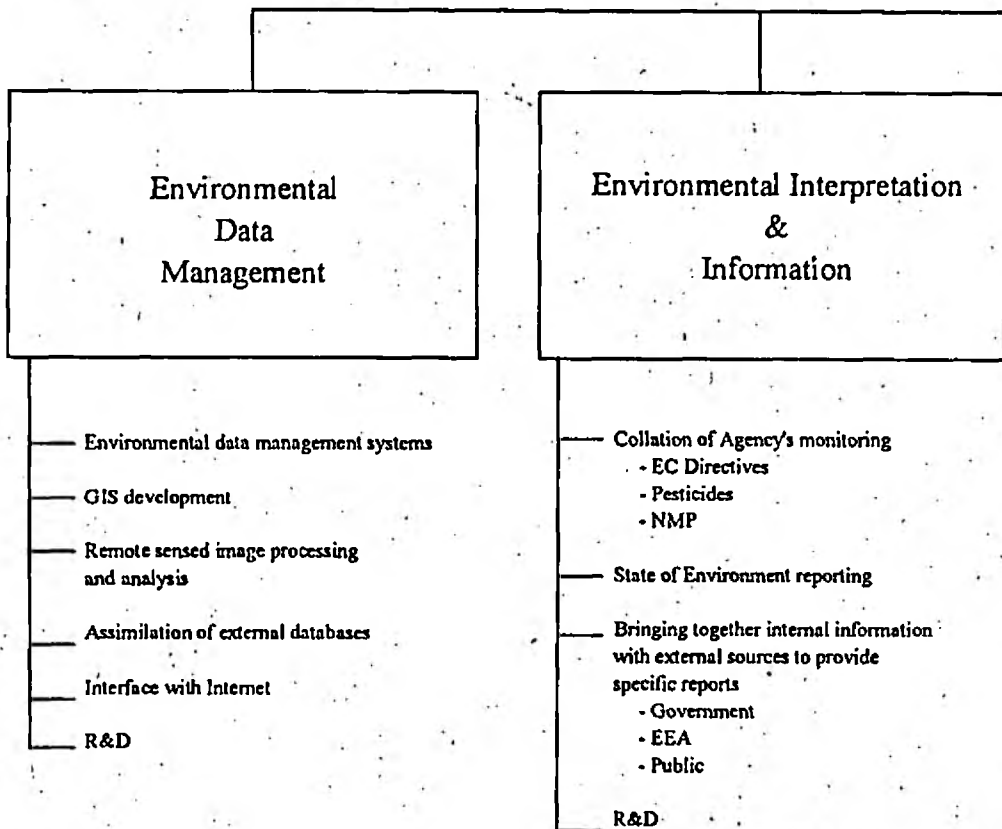 Environmental
Data
Management
Environmental data management systems
GIS development
Remote sensed image processing
and analysis
Assimilation of external databases
Interface with Internet
R&D
Environmental Interpretation
&
Information
Collation of Agency's monitoring
- EC Directives
- Pesticides
- NMP
State of Environment reporting
Bringing together internal information
with external sources to provide
specific reports
- Government
- EEA
- Public
R&D